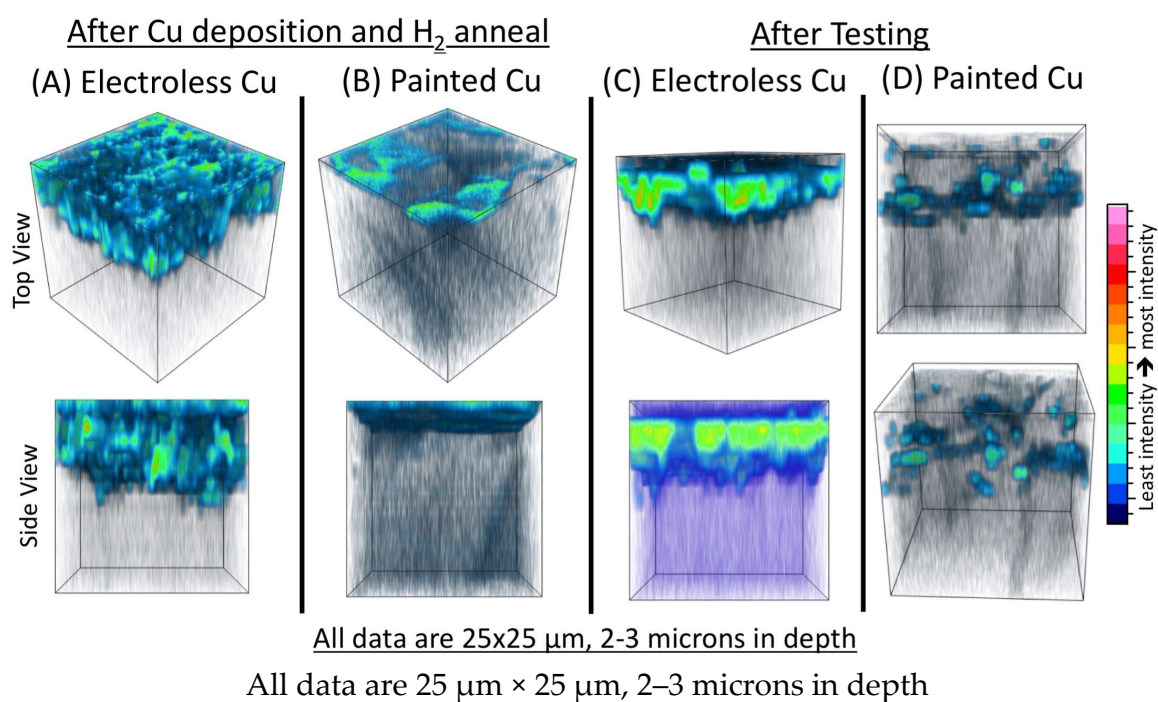 After Cu deposition and H₂ anneal
After Testing
(A) Electroless Cu
(B) Painted Cu
(C) Electroless Cu
(D) Painted Cu
Top View
Side View
Least intensity ➔ most intensity
All data are 25x25 µm, 2-3 microns in depth
All data are 25 µm × 25 µm, 2–3 microns in depth